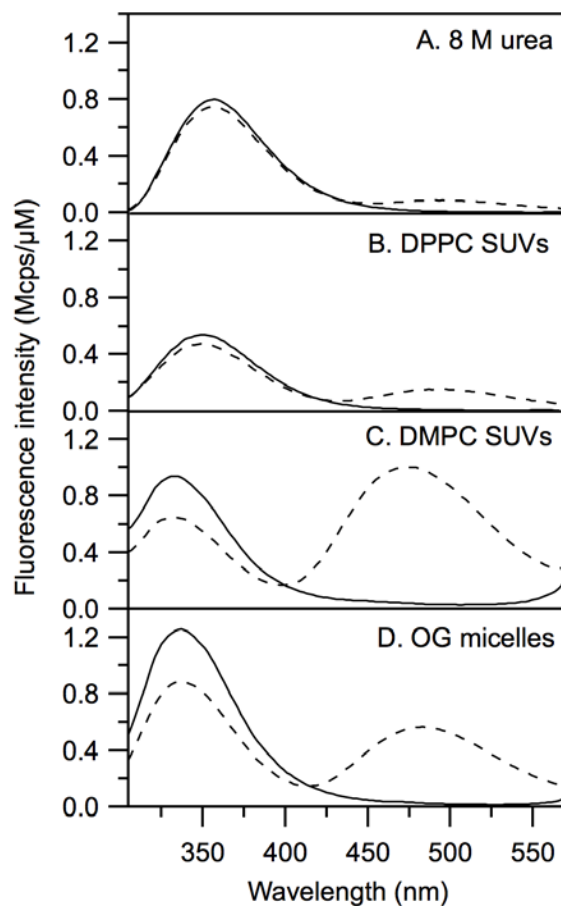 Fluorescence intensity (Mcps/µM)
A. 8 M urea
1.2
0.8
0.4
0.0
B. DPPC SUVs
1.2
0.8
0.4
0.0
C. DMPC SUVs
1.2
0.8
0.4
0.0
D. OG micelles
1.2
0.8
0.4
0.0
350 400 450 500 550
Wavelength (nm)